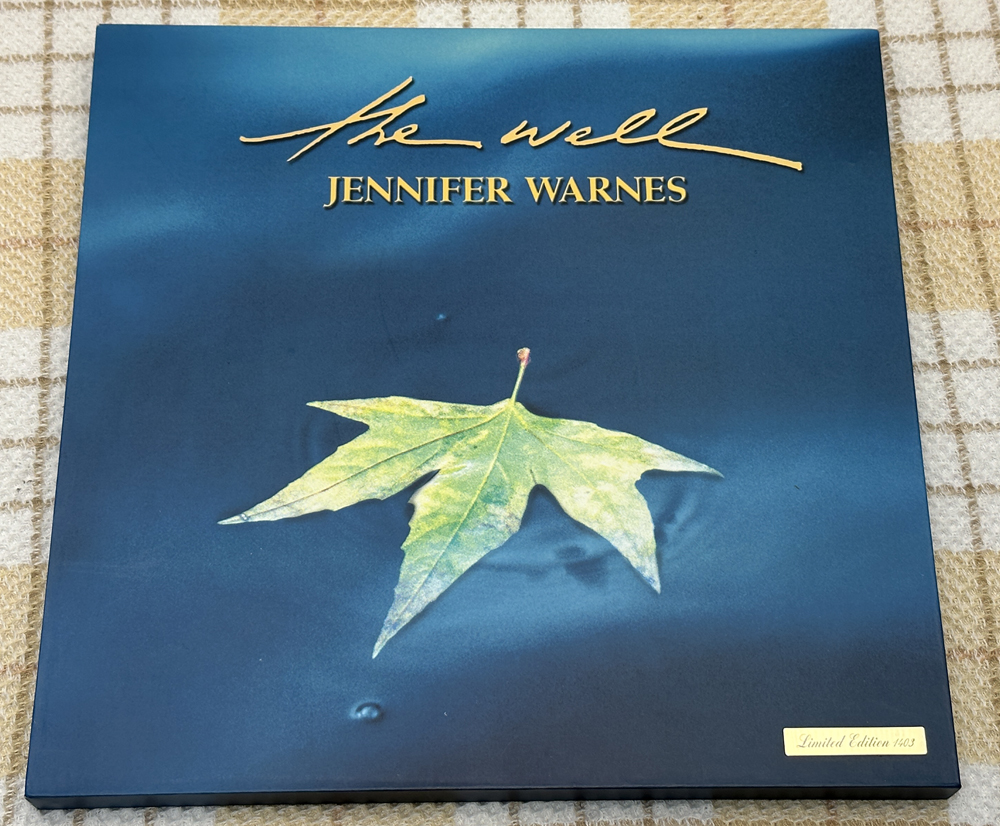 the well
JENNIFER WARNES
Limited Edition 1403